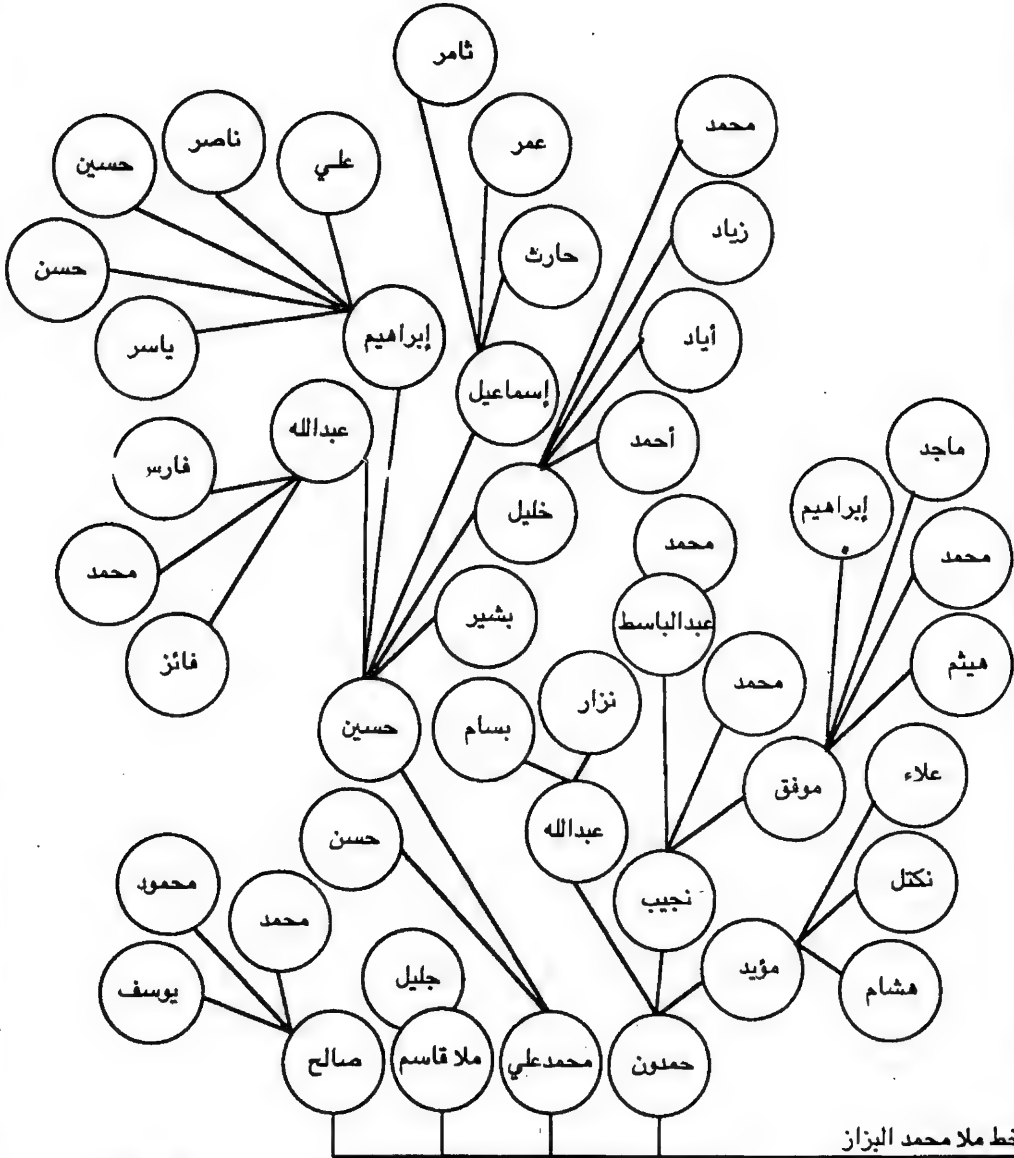 ثامر
محمد
عمر
ناصر
علي
حسين
زياد
حارث
حسن
أياد
إبراهيم
ياسر
إسماعيل
عبدالله
أحمد
ماجد
فارس
خليل
إبراهيم
محمد
محمد
محمد
بشير
عبدالباسط
هيثم
فائز
محمد
نزار
حسين
بسام
موفق
علاء
عبدالله
حسن
محمود
نجيب
نكتل
محمد
مؤيد
هشام
جليل
يوسف
حمدون
محمدعلي
ملا قاسم
صالح
خط ملا محمد البزاز